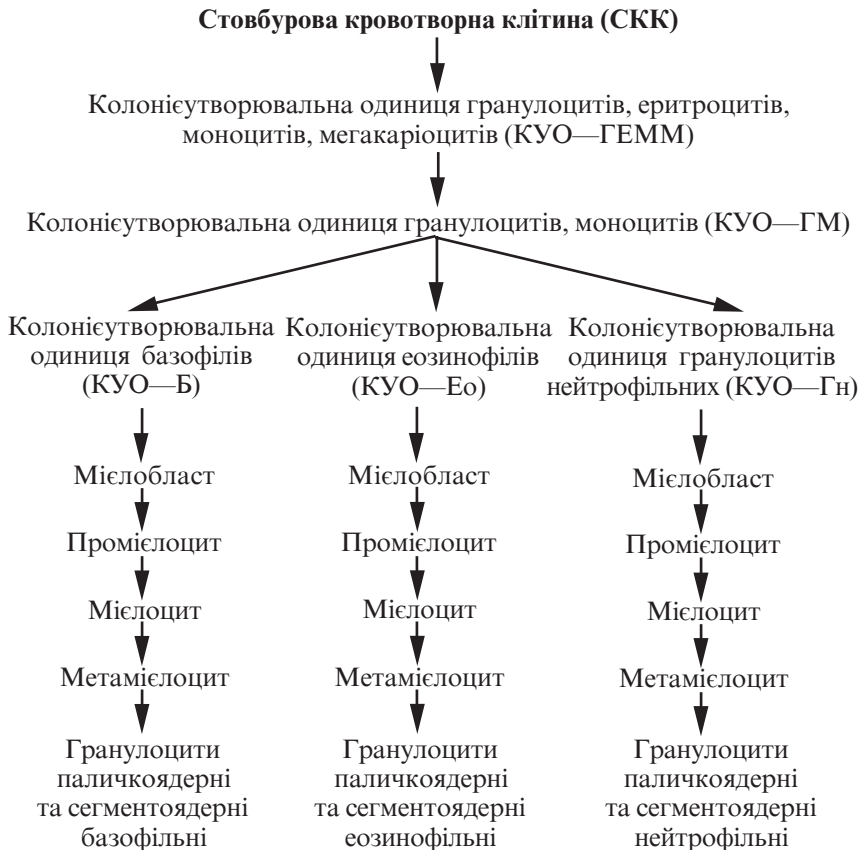 Стовбурова кровотворна клітина (СКК)
Колонієутворювальна одиниця гранулоцитів, еритроцитів,
моноцитів, мегакаріоцитів (КУО—ГЕММ)
Колонієутворювальна одиниця гранулоцитів, моноцитів (КУО—ГМ)
Колонієутворювальна
одиниця базофілів
(КУО—Б)
Мієлобласт
Промієлоцит
Мієлоцит
Метамієлоцит
Гранулоцити
паличкоядерні
та сегментоядерні
базофільні
Колонієутворювальна
одиниця еозинофілів
(КУО—Ео)
Мієлобласт
Промієлоцит
Мієлоцит
Метамієлоцит
Гранулоцити
паличкоядерні
та сегментоядерні
еозинофільні
Колонієутворювальна
одиниця гранулоцитів
нейтрофільних (КУО—Гн)
Мієлобласт
Промієлоцит
Мієлоцит
Метамієлоцит
Гранулоцити
паличкоядерні
та сегментоядерні
нейтрофільні